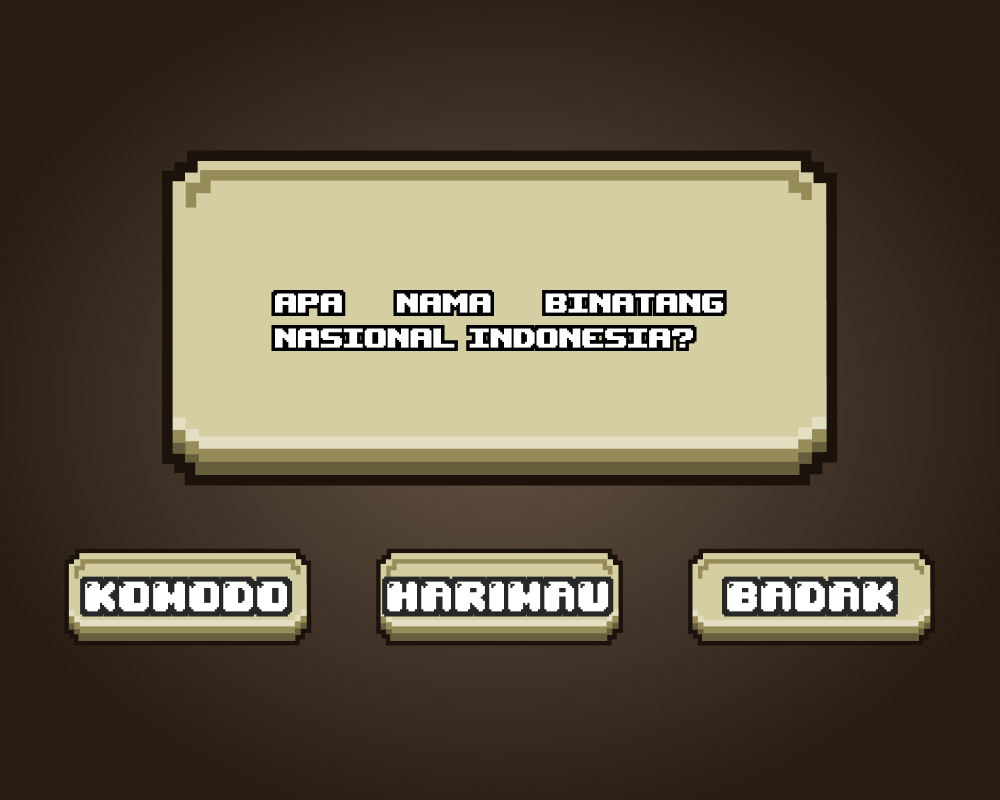 APA NAMA BINATANG
NASIONAL INDONESIA?
KOMODO
HARIMAU
BADAK